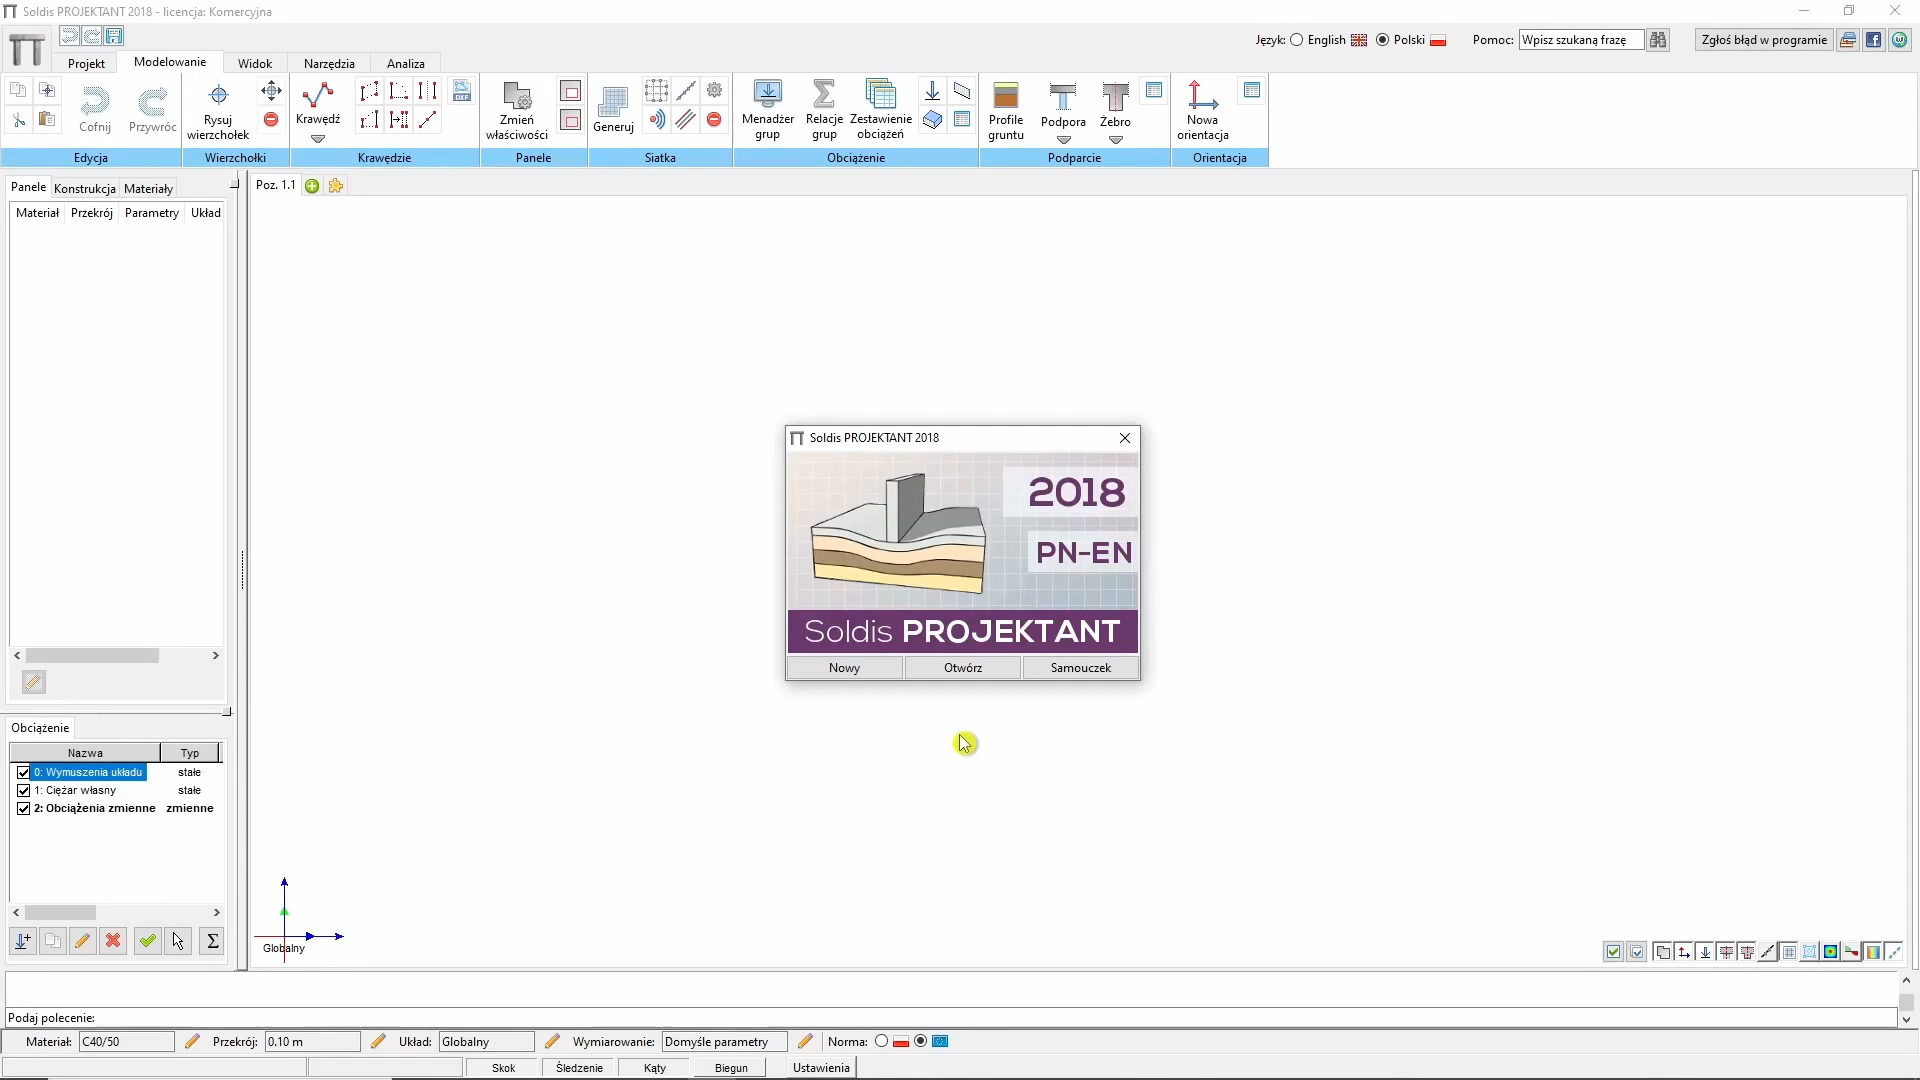 Soldis PROJEKTANT 2018 - licencja: Komercyjna
Język: English Polski Pomoc: Wpisz szukaną frazę Zgłoś błąd w programie
Projekt Modelowanie Widok Narzędzia Analiza
Cofnij Przywróc Rysuj wierzchołek Krawędź Zmień właściwości Generuj Menadżer grup Relacje grup Zestawienie obciążeń Profile gruntu Podpora Żebro Nowa orientacja
DXF
Edycja Wierzchołki Krawędzie Panele Siatka Obciążenie Podparcie Orientacja
Panele Konstrukcja Materiały
Poz. 1.1
Materiał Przekrój Parametry Układ
Soldis PROJEKTANT 2018
2018
PN-EN
Soldis PROJEKTANT
Nowy Otwórz Samouczek
Obciążenie
Nazwa Typ
0: Wymuszenia układu stałe
1: Ciężar własny stałe
2: Obciążenia zmienne zmienne
Globalny
Podaj polecenie:
Materiał: C40/50 Przekrój: 0.10 m Układ: Globalny Wymiarowanie: Domyśle parametry Norma:
Skok Śledzenie Kąty Biegun Ustawienia